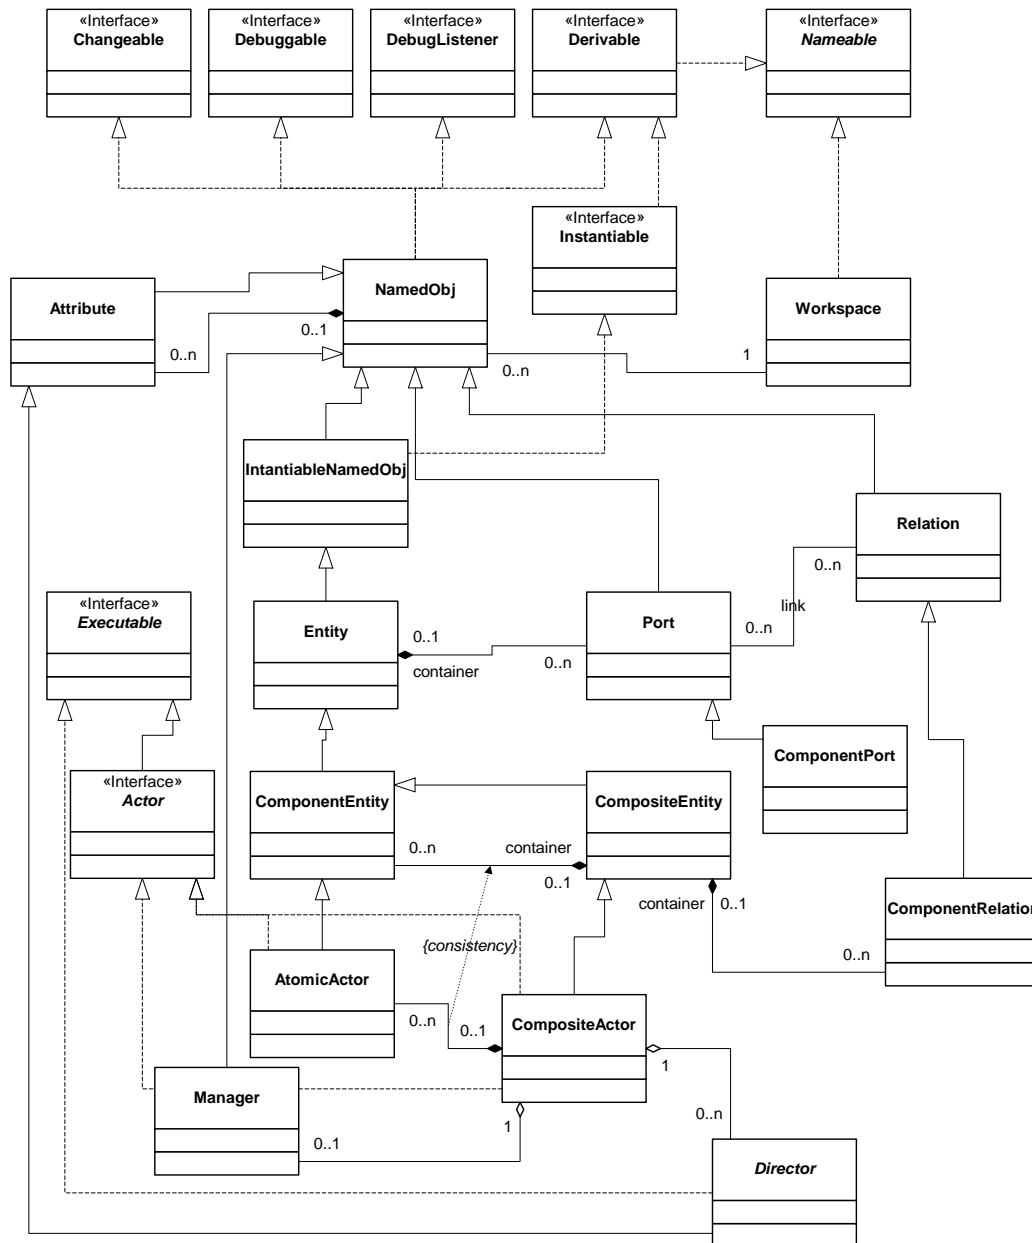 «Interface»
Changeable
«Interface»
Debuggable
«Interface»
DebugListener
«Interface»
Derivable
«Interface»
Nameable
«Interface»
Instantiable
NamedObj
Attribute
Workspace
0..1
0..n
0..n
1
IntantiableNamedObj
Relation
0..n
link
0..n
«Interface»
Executable
Entity
0..1
container
0..n
Port
ComponentPort
«Interface»
Actor
ComponentEntity
CompositeEntity
0..n
container
0..1
container
0..1
ComponentRelation
0..n
{consistency}
AtomicActor
0..n
0..1
CompositeActor
1
0..n
Manager
0..1
1
Director